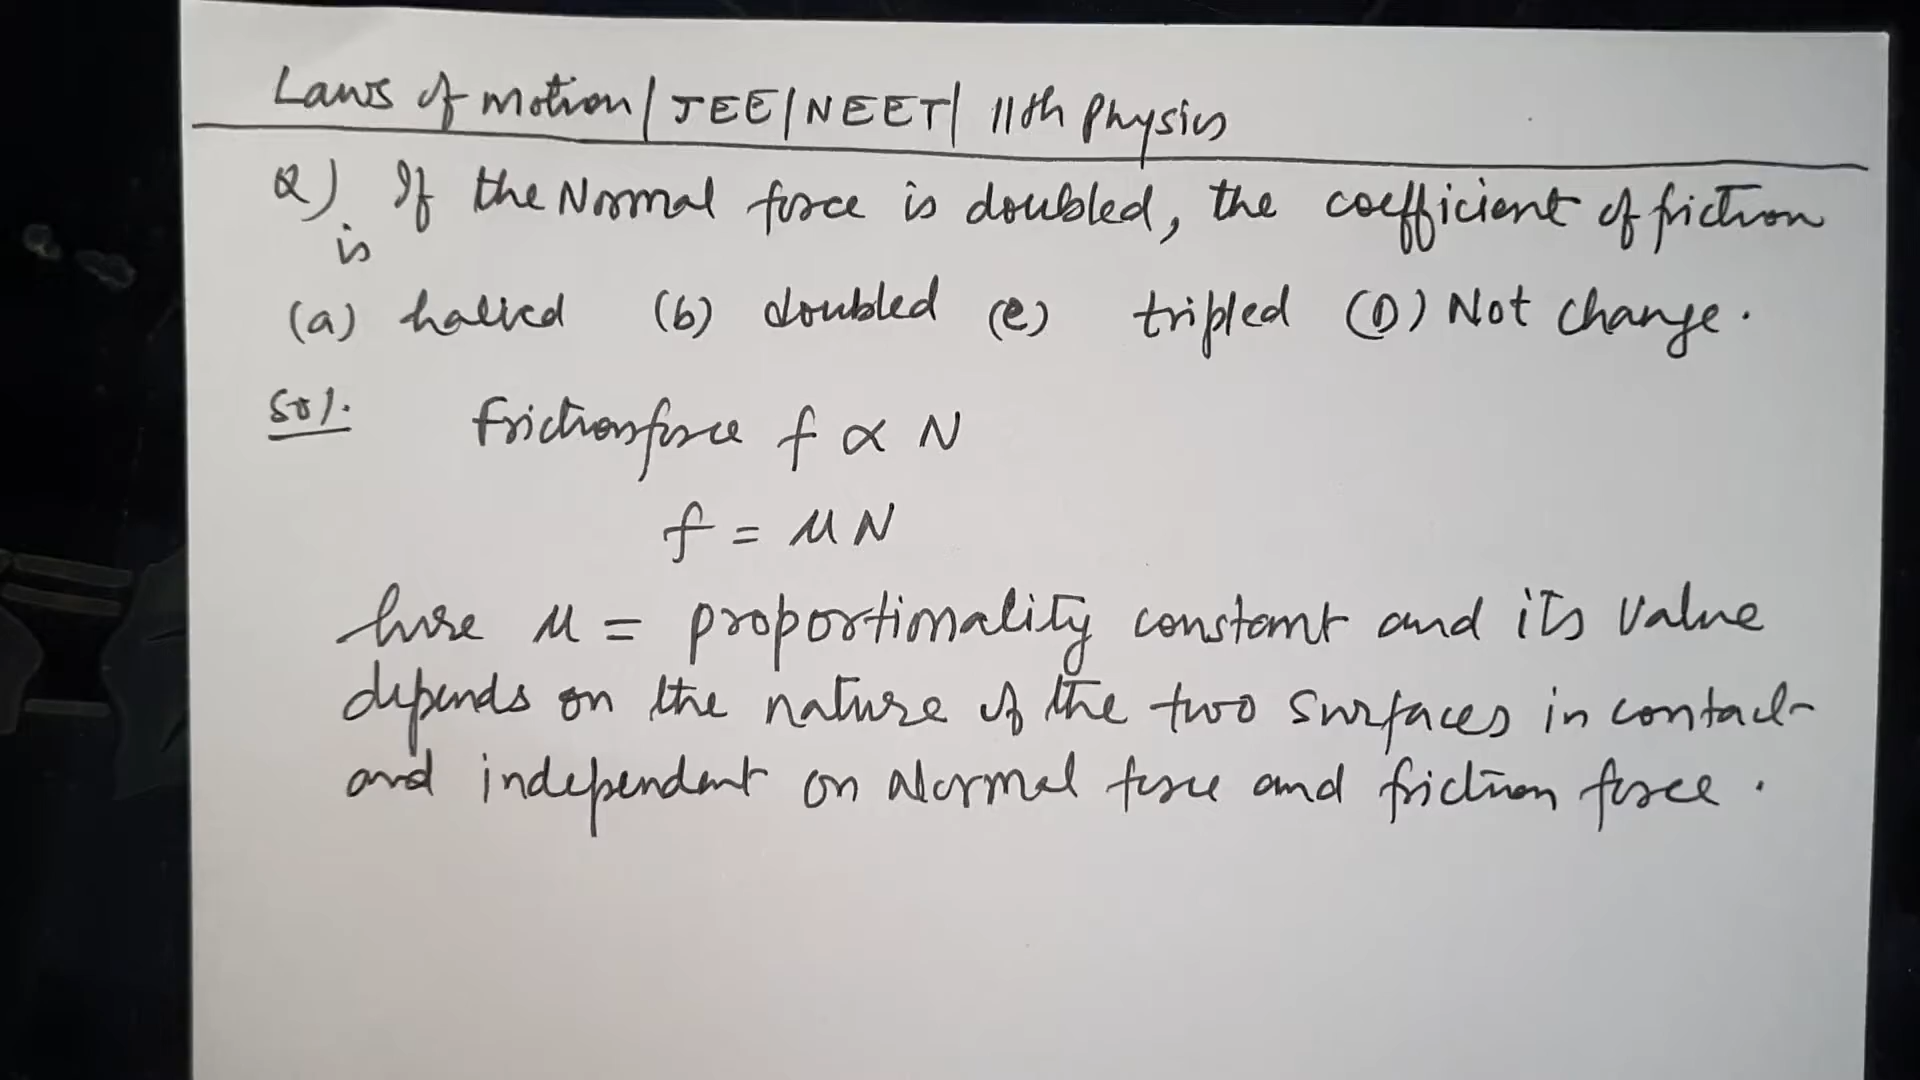 Laws of motion | JEE | NEET | 11th Physics
Q) If the Normal force is doubled, the coefficient of friction
is
(a) halved (b) doubled (c) tripled (D) Not change.
Sol.
Friction force f ∝ N
f = μN
here μ = proportionality constant and its value
depends on the nature of the two surfaces in contact
and independent on Normal force and friction force.